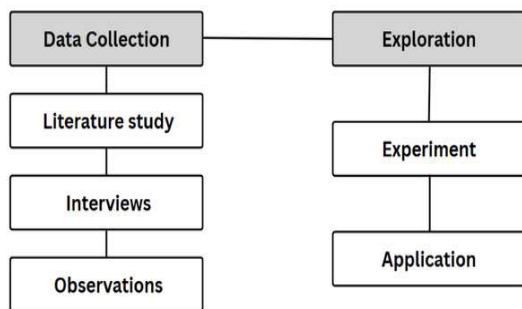 Data Collection
Literature study
Interviews
Observations
Exploration
Experiment
Application